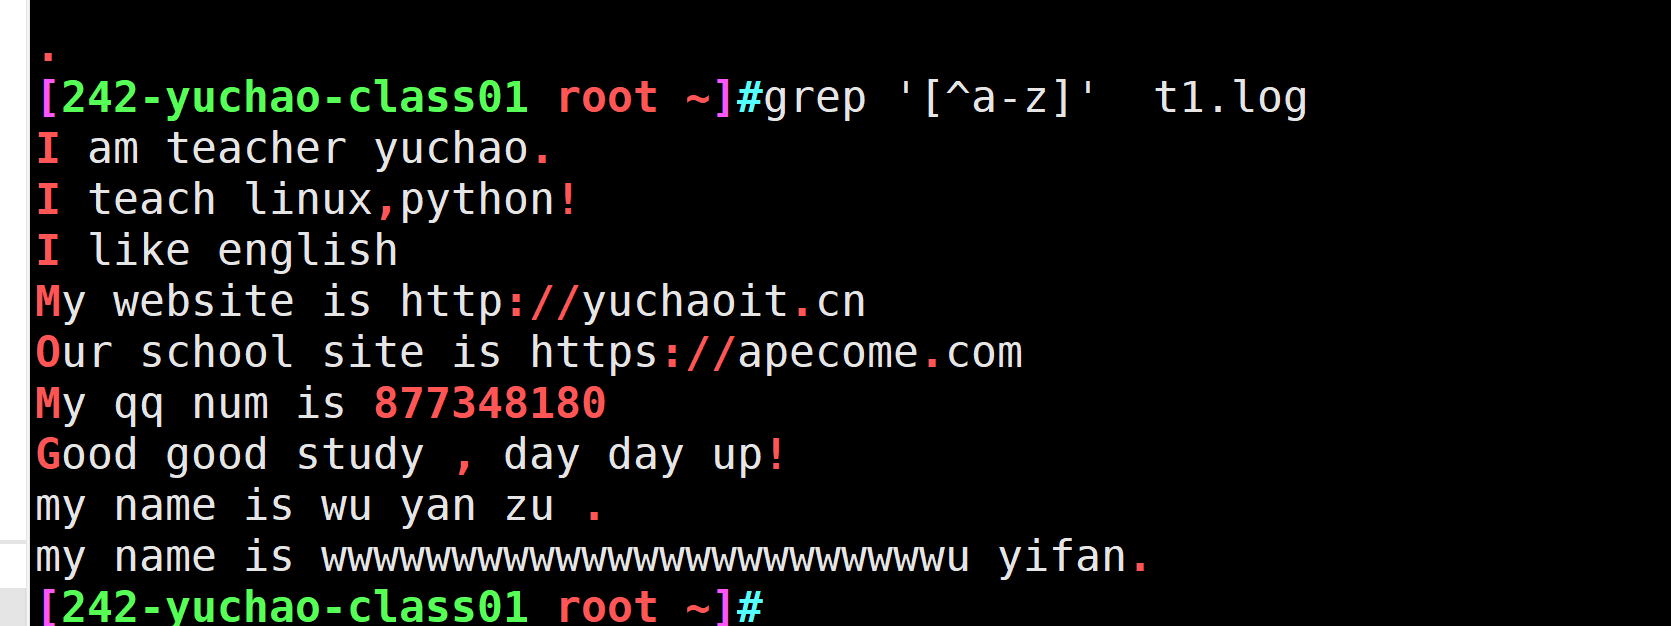 .
[242-yuchao-class01 root ~]#grep '[^a-z]'  t1.log
I am teacher yuchao.
I teach linux,python!
I like english
My website is http://yuchaoit.cn
Our school site is https://apecome.com
My qq num is 877348180
Good good study , day day up!
my name is wu yan zu .
my name is wwwwwwwwwwwwwwwwwwwwwwwwu yifan.
[242-yuchao-class01 root ~]#